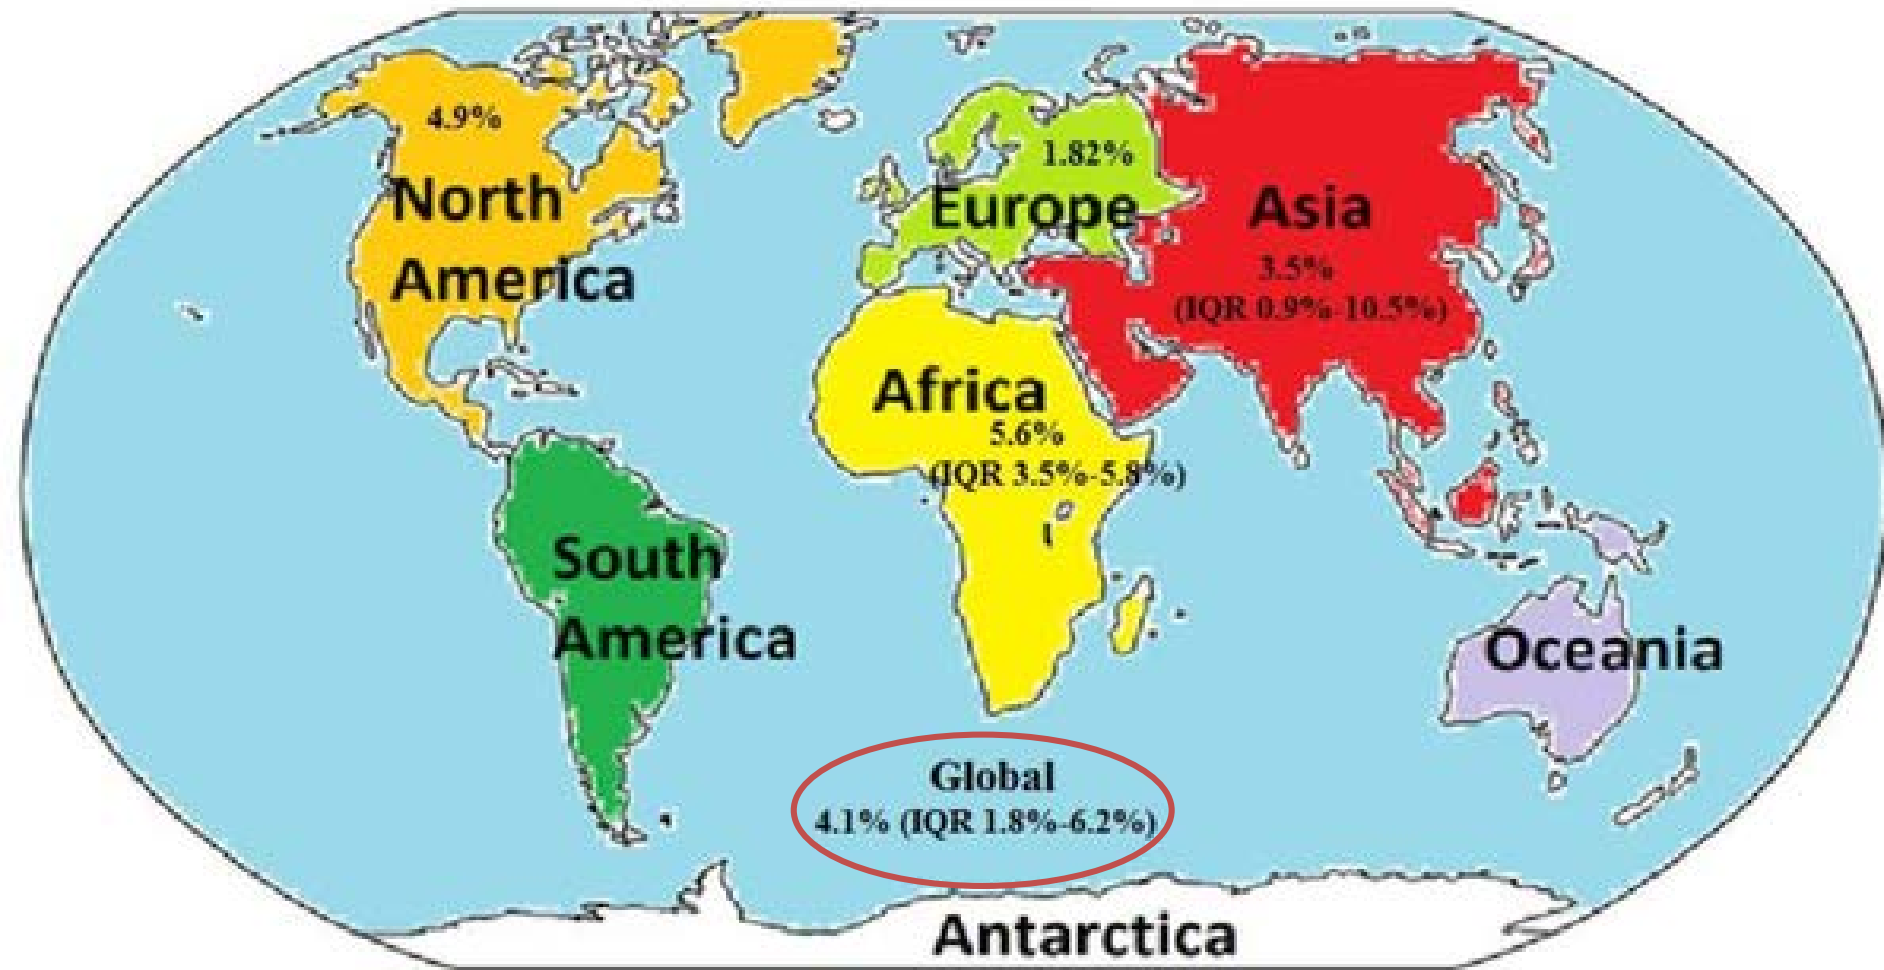 4.9%
North
America
1.82%
Europe
Asia
3.5%
(IQR 0.9%-10.5%)
Africa
5.6%
(IQR 3.5%-5.8%)
South
America
Oceania
Global
4.1% (IQR 1.8%-6.2%)
Antarctica